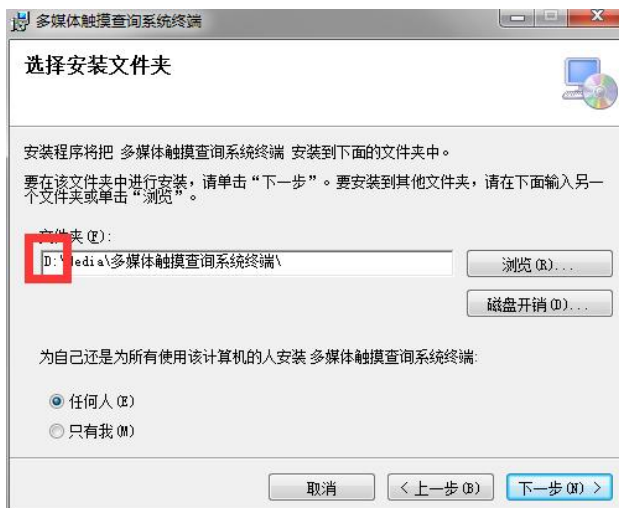 多媒体触摸查询系统终端
选择安装文件夹
安装程序将把 多媒体触摸查询系统终端 安装到下面的文件夹中。
要在该文件夹中进行安装，请单击“下一步”。要安装到其他文件夹，请在下面输入另一
个文件夹或单击“浏览”。
文件夹(F):
D:\Media\多媒体触摸查询系统终端\
浏览(R)...
磁盘开销(D)...
为自己还是为所有使用该计算机的人安装 多媒体触摸查询系统终端:
任何人(E)
只有我(M)
取消
< 上一步(B)
下一步(N) >